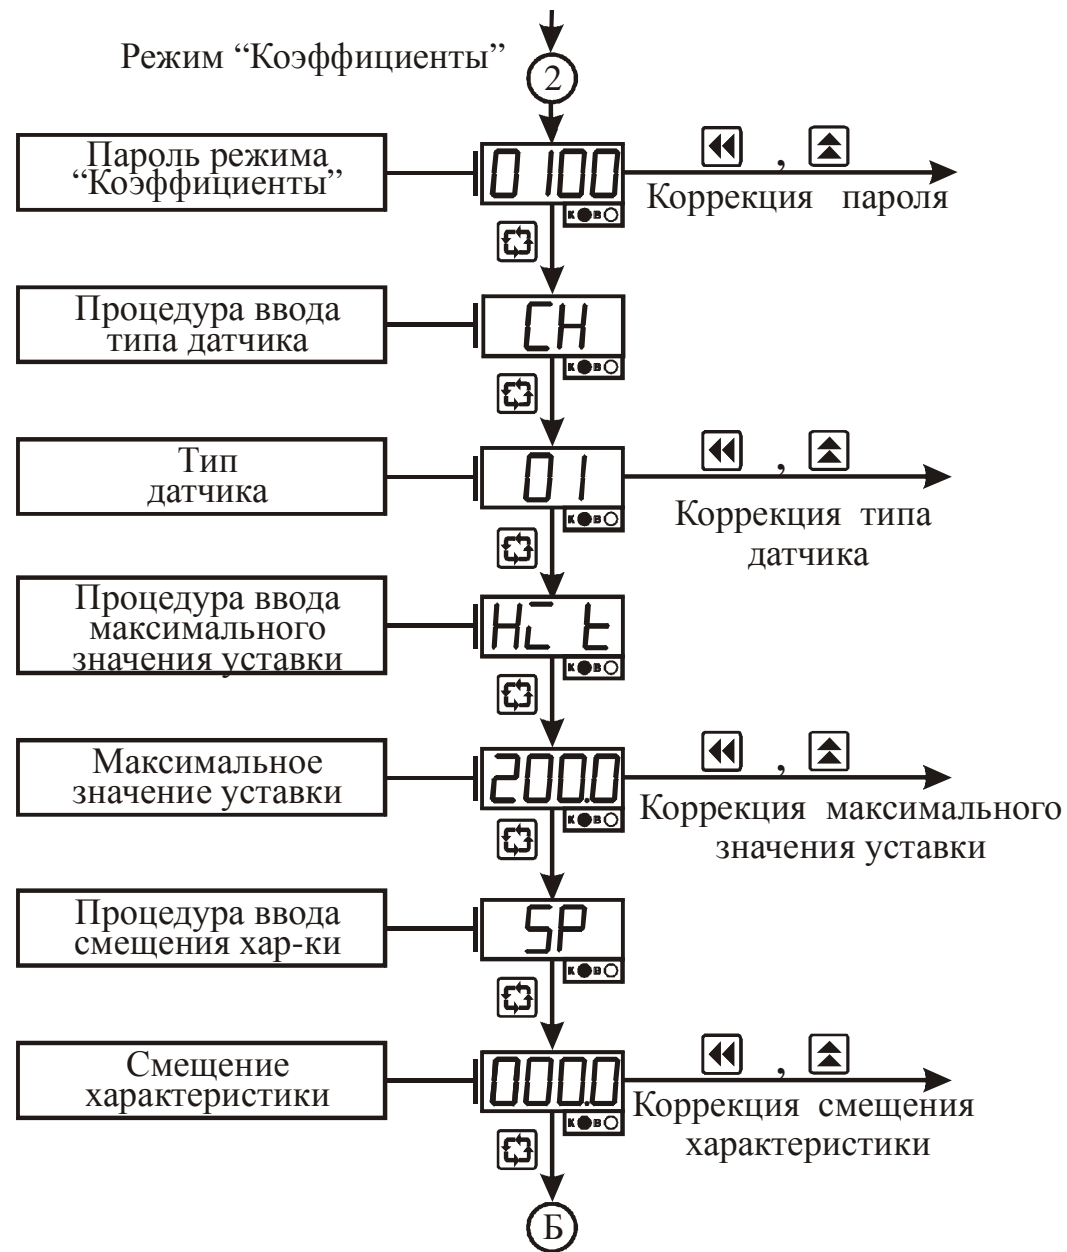 Режим “Коэффициенты”
2
Пароль режима
“Коэффициенты”
0100
К В
,
Коррекция пароля
Процедура ввода
типа датчика
CH
К В
Тип
датчика
01
К В
,
Коррекция типа
датчика
Процедура ввода
максимального
значения уставки
Hi t
К В
Максимальное
значение уставки
200.0
К В
,
Коррекция максимального
значения уставки
Процедура ввода
смещения хар-ки
SP
К В
Смещение
характеристики
000.0
К В
,
Коррекция смещения
характеристики
Б